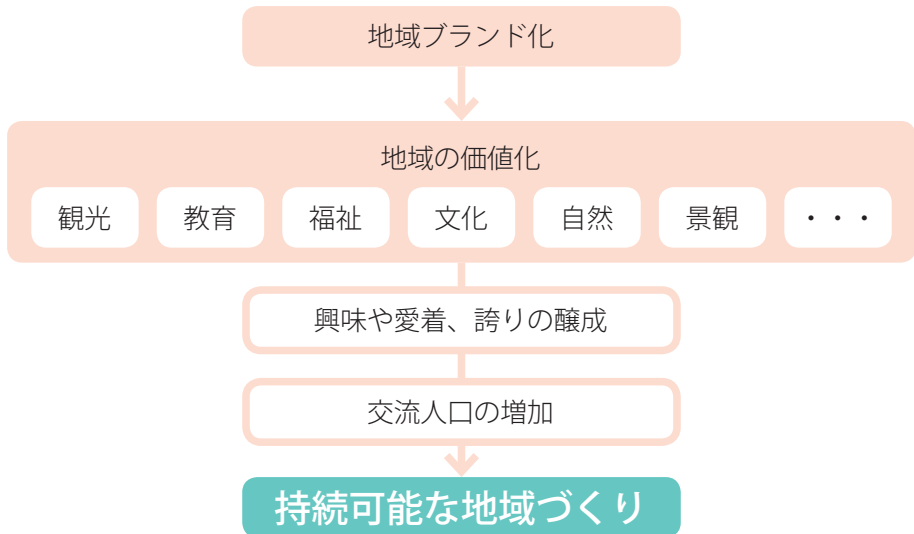 地域ブランド化
地域の価値化
観光 教育 福祉 文化 自然 景観 ・・・
興味や愛着、誇りの醸成
交流人口の増加
持続可能な地域づくり